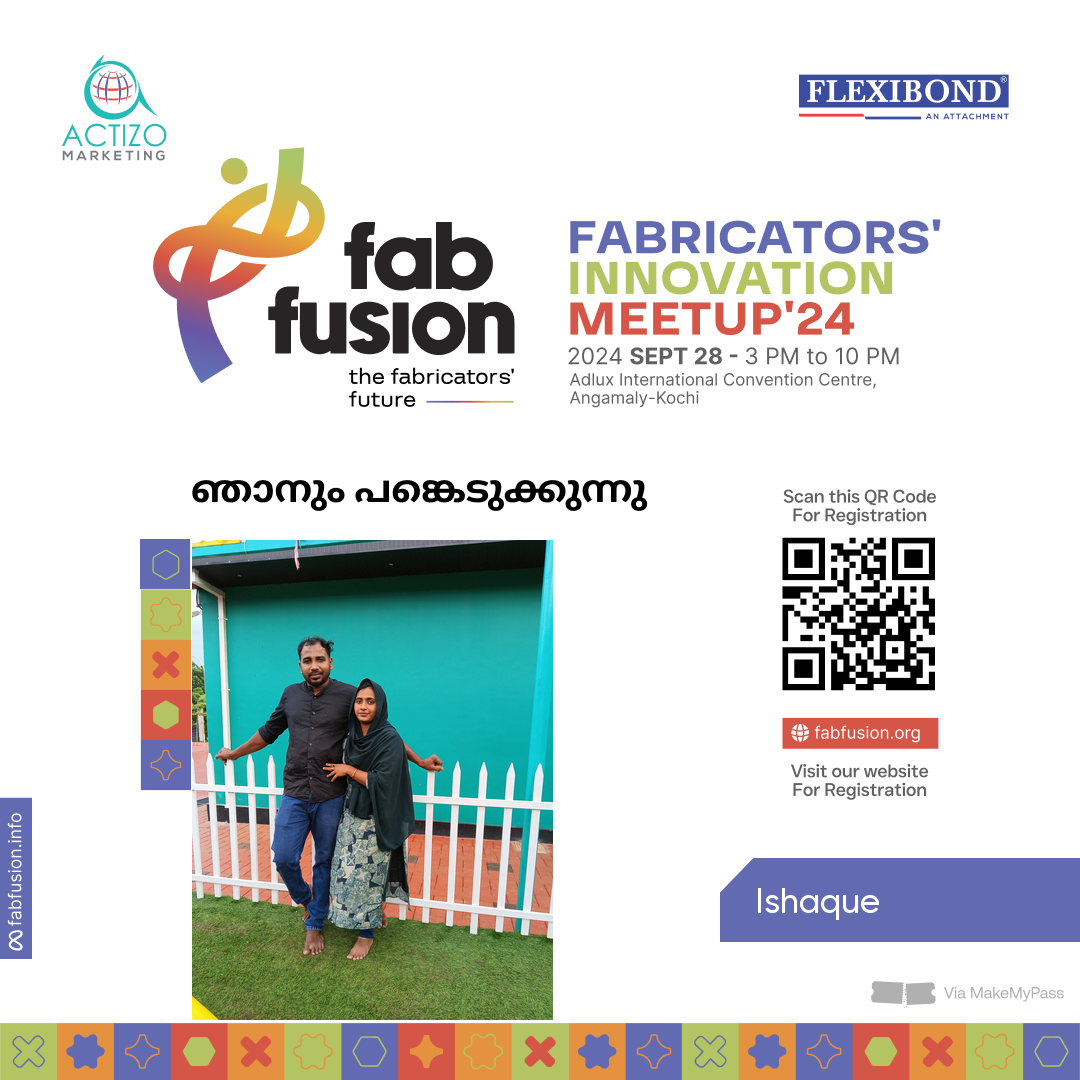 ACTIZO
MARKETING
FLEXIBOND®
AN ATTACHMENT
fab
fusion
the fabricators'
future
FABRICATORS'
INNOVATION
MEETUP'24
2024 SEPT 28 - 3 PM to 10 PM
Adlux International Convention Centre,
Angamaly-Kochi
ഞാനും പങ്കെടുക്കുന്നു
Scan this QR Code
For Registration
fabfusion.org
Visit our website
For Registration
fabfusion.info
Ishaque
Via MakeMyPass